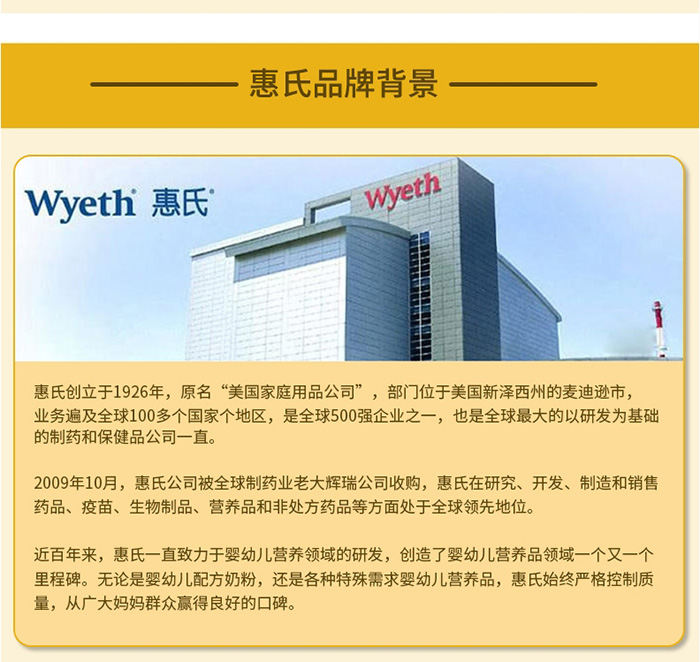 惠氏品牌背景
Wyeth® 惠氏®
Wyeth
惠氏创立于1926年，原名“美国家庭用品公司”，部门位于美国新泽西州的麦迪逊市，
业务遍及全球100多个国家个地区，是全球500强企业之一，也是全球最大的以研发为基础
的制药和保健品公司一直。
2009年10月，惠氏公司被全球制药业老大辉瑞公司收购，惠氏在研究、开发、制造和销售
药品、疫苗、生物制品、营养品和非处方药品等方面处于全球领先地位。
近百年来，惠氏一直致力于婴幼儿营养领域的研发，创造了婴幼儿营养品领域一个又一个
里程碑。无论是婴幼儿配方奶粉，还是各种特殊需求婴幼儿营养品，惠氏始终严格控制质
量，从广大妈妈群众赢得良好的口碑。